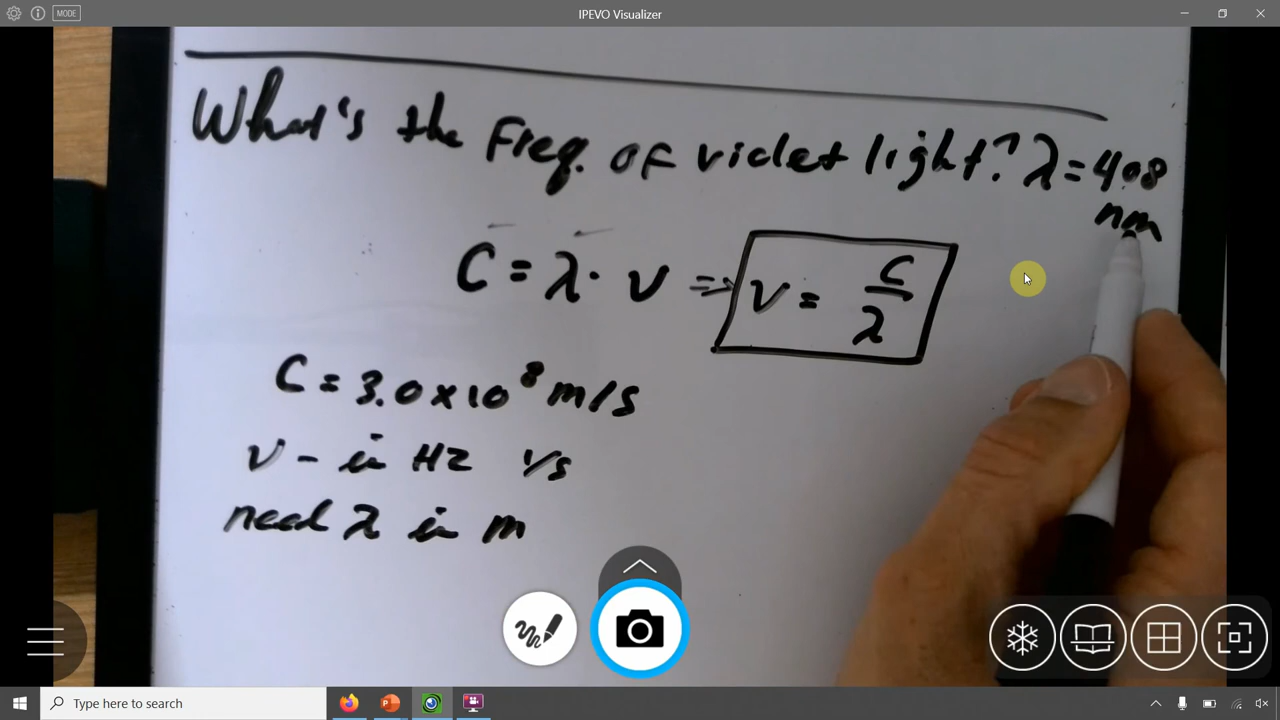 MODE
IPEVO Visualizer
What's the Freq. of violet light? λ = 408
nm
C = λ · ν => ν = C/λ
C = 3.0 x 10⁸ m/s
ν - in HZ 1/s
need λ in m
Type here to search